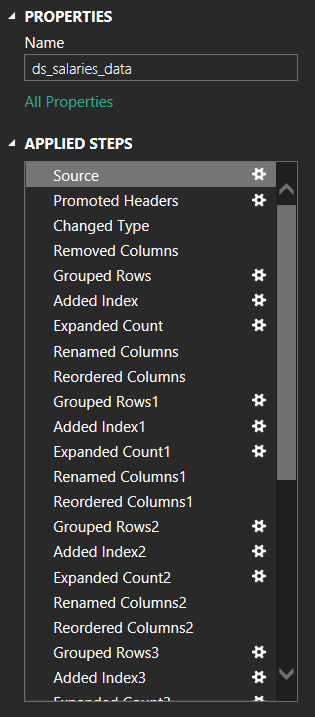 PROPERTIES
Name
ds_salaries_data
All Properties
APPLIED STEPS
Source
Promoted Headers
Changed Type
Removed Columns
Grouped Rows
Added Index
Expanded Count
Renamed Columns
Reordered Columns
Grouped Rows1
Added Index1
Expanded Count1
Renamed Columns1
Reordered Columns1
Grouped Rows2
Added Index2
Expanded Count2
Renamed Columns2
Reordered Columns2
Grouped Rows3
Added Index3
Expanded Count3